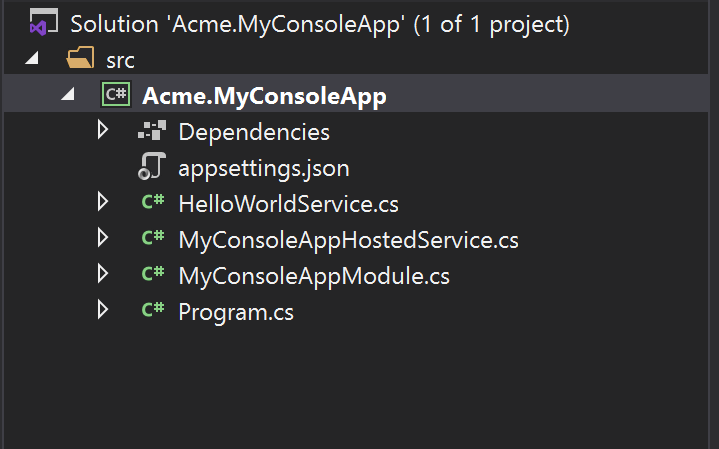 Solution 'Acme.MyConsoleApp' (1 of 1 project)
src
C# Acme.MyConsoleApp
Dependencies
appsettings.json
C# HelloWorldService.cs
C# MyConsoleAppHostedService.cs
C# MyConsoleAppModule.cs
C# Program.cs